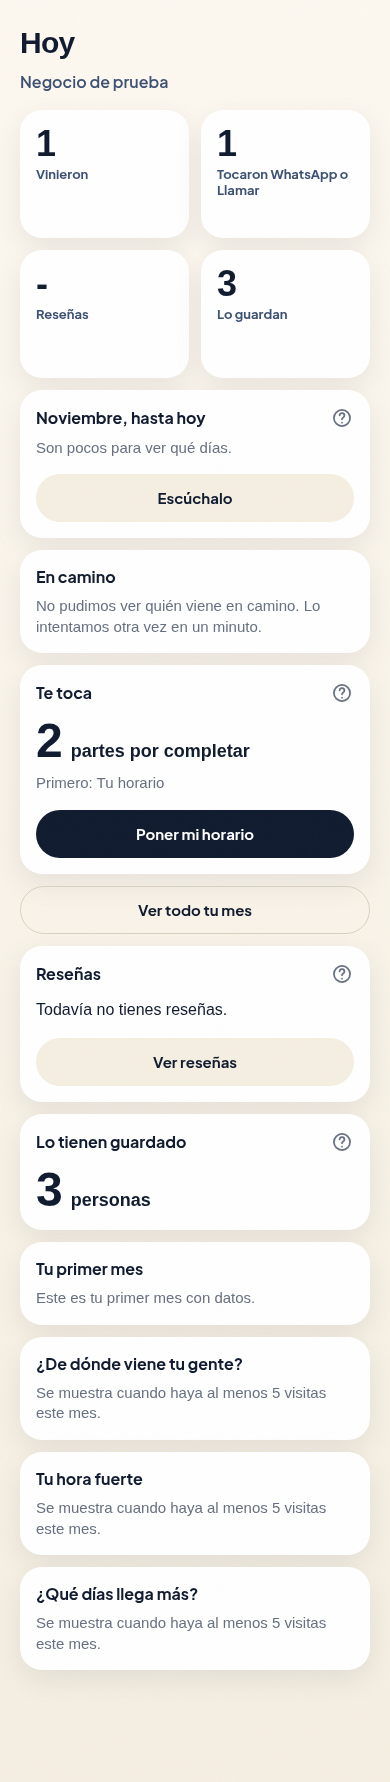 Hoy
Negocio de prueba
1
Vinieron
1
Tocaron WhatsApp o
Llamar
-
Reseñas
3
Lo guardan
Noviembre, hasta hoy
Son pocos para ver qué días.
Escúchalo
En camino
No pudimos ver quién viene en camino. Lo
intentamos otra vez en un minuto.
Te toca
2 partes por completar
Primero: Tu horario
Poner mi horario
Ver todo tu mes
Reseñas
Todavía no tienes reseñas.
Ver reseñas
Lo tienen guardado
3 personas
Tu primer mes
Este es tu primer mes con datos.
¿De dónde viene tu gente?
Se muestra cuando haya al menos 5 visitas
este mes.
Tu hora fuerte
Se muestra cuando haya al menos 5 visitas
este mes.
¿Qué días llega más?
Se muestra cuando haya al menos 5 visitas
este mes.